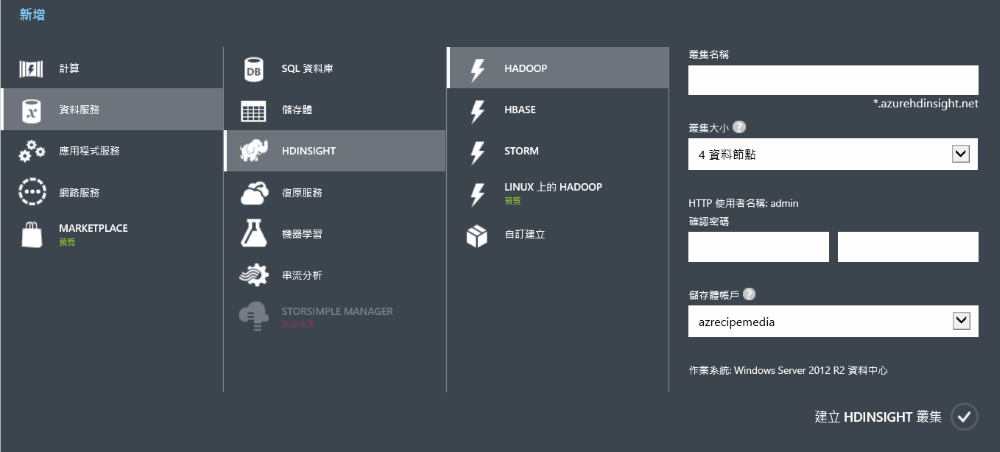 新增
計算
資料服務
應用程式服務
網路服務
MARKETPLACE
預覽
SQL 資料庫
儲存體
HDINSIGHT
復原服務
機器學習
串流分析
STORSIMPLE MANAGER
HADOOP
HBASE
STORM
LINUX 上的 HADOOP
預覽
自訂建立
叢集名稱
*.azurehdinsight.net
叢集大小 ?
4 資料節點
HTTP 使用者名稱: admin
確認密碼
儲存體帳戶 ?
azrecipemedia
作業系統: Windows Server 2012 R2 資料中心
建立 HDINSIGHT 叢集